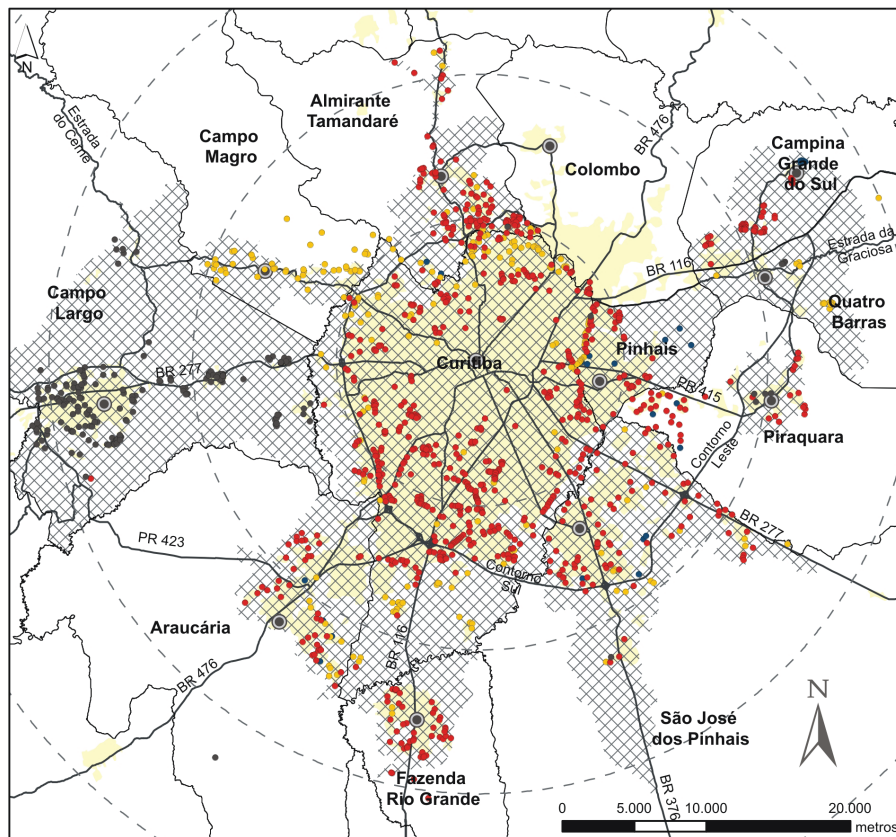 N
Estrada
do Cerne
Almirante
Tamandaré
Campo
Magro
Colombo
BR 476
Campina
Grande
do Sul
Estrada da
Graciosa
BR 116
Campo
Largo
Quatro
Barras
BR 277
Curitiba
Pinhais
PR 415
Contorno
Leste
Piraquara
BR 277
PR 423
Contorno
Sul
Araucária
BR 116
BR 476
N
São José
dos Pinhais
BR 376
Fazenda
Rio Grande
0 5.000 10.000 20.000
metros